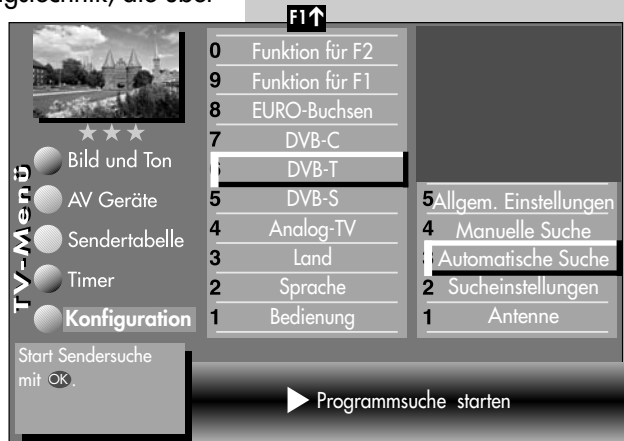 gstechnik, die über
F1↑
TV-Menü
Bild und Ton
AV Geräte
Sendertabelle
Timer
Konfiguration
Start Sendersuche
mit OK.
0 Funktion für F2
9 Funktion für F1
8 EURO-Buchsen
7 DVB-C
DVB-T
5 DVB-S
4 Analog-TV
3 Land
2 Sprache
1 Bedienung
5 Allgem. Einstellungen
4 Manuelle Suche
Automatische Suche
2 Sucheinstellungen
1 Antenne
Programmsuche starten